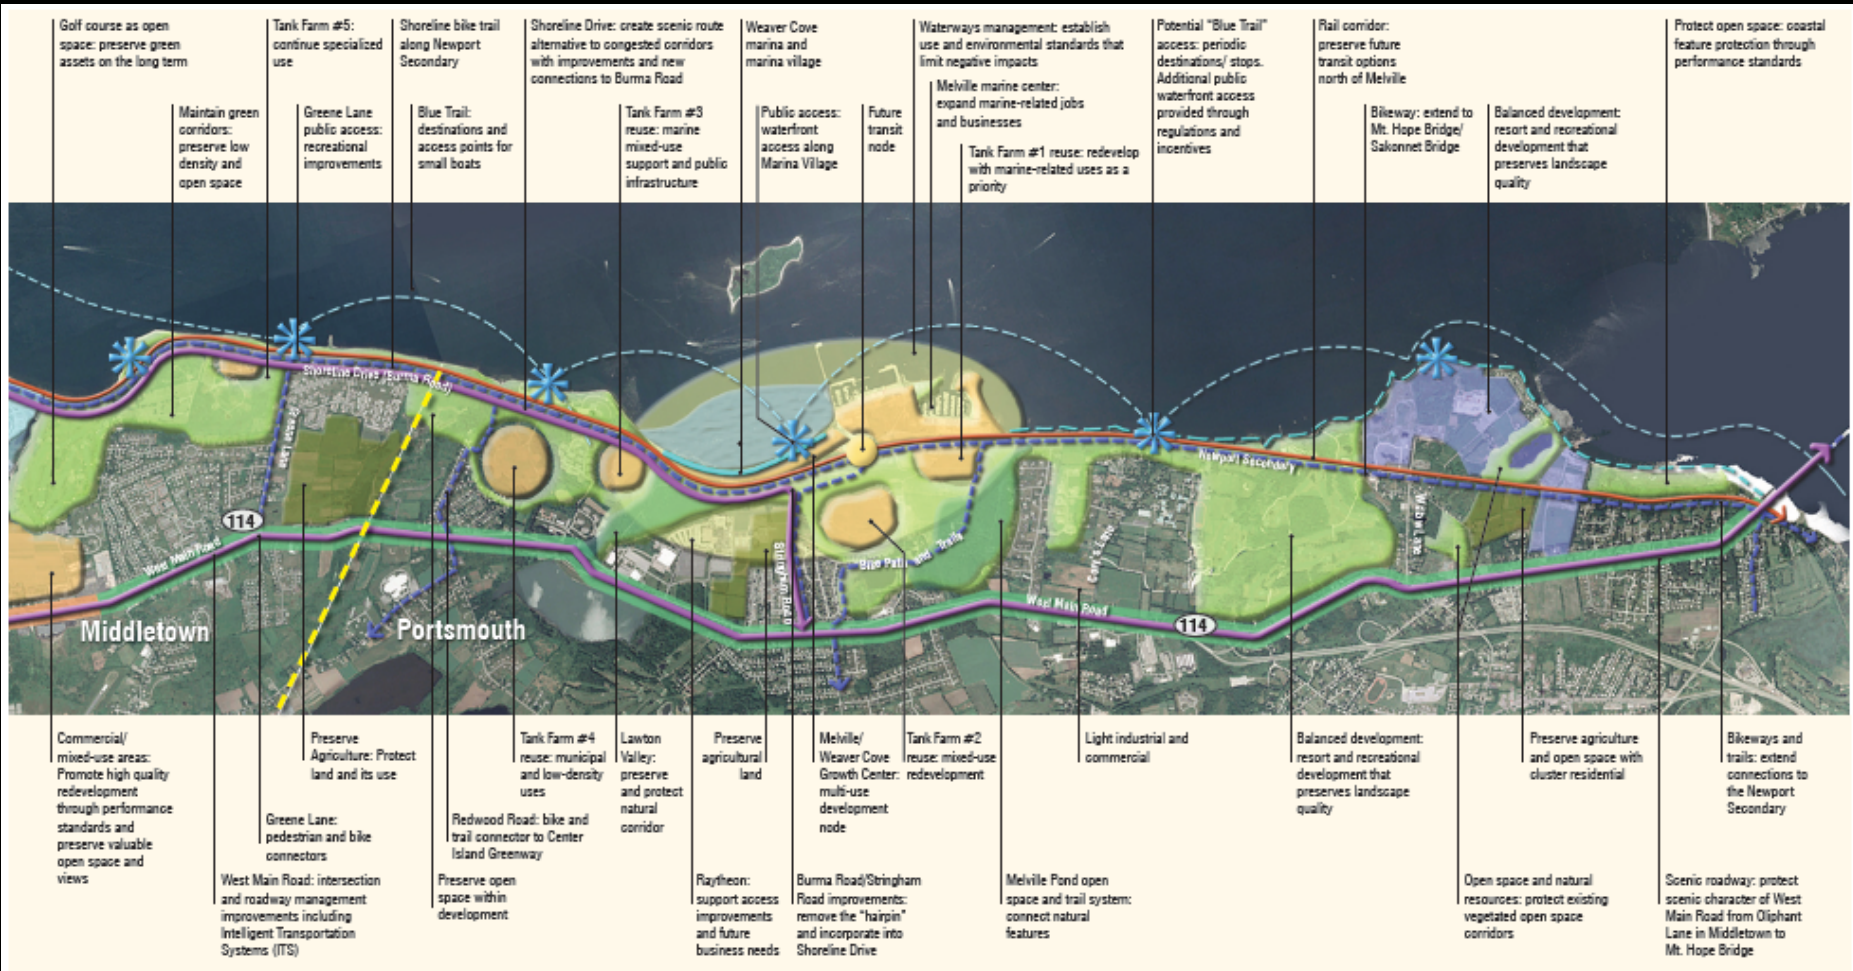 Golf course as open
space: preserve green
assets on the long term
Tank Farm #5:
continue specialized
use
Shoreline bike trail
along Newport
Secondary
Shoreline Drive: create scenic route
alternative to congested corridors
with improvements and new
connections to Burma Road
Weaver Cove
marina and
marina village
Waterways management: establish
use and environmental standards that
limit negative impacts
Potential "Blue Trail"
access: periodic
destinations/ stops.
Additional public
waterfront access
provided through
regulations and
incentives
Rail corridor:
preserve future
transit options
north of Melville
Protect open space: coastal
feature protection through
performance standards
Maintain green
corridors:
preserve low
density and
open space
Greene Lane
public access:
recreational
improvements
Blue Trail:
destinations and
access points for
small boats
Tank Farm #3
reuse: marine
mixed-use
support and public
infrastructure
Public access:
waterfront
access along
Marina Village
Future
transit
node
Melville marine center:
expand marine-related jobs
and businesses
Tank Farm #1 reuse: redevelop
with marine-related uses as a
priority
Bikeway: extend to
Mt. Hope Bridge/
Sakonnet Bridge
Balanced development:
resort and recreational
development that
preserves landscape
quality
Shoreline Drive (Burma Road)
Greene Lane
Newport Secondary
114
West Main Road
Stringham Road
Blue Path and Trails
Cory's Lane
Willow Lane
West Main Road
114
Middletown
Portsmouth
Commercial/
mixed-use areas:
Promote high quality
redevelopment
through performance
standards and
preserve valuable
open space and
views
Preserve
Agriculture: Protect
land and its use
Tank Farm #4
reuse: municipal
and low-density
uses
Lawton
Valley:
preserve
and protect
natural
corridor
Preserve
agricultural
land
Melville/
Weaver Cove
Growth Center:
multi-use
development
node
Tank Farm #2
reuse: mixed-use
redevelopment
Light industrial and
commercial
Balanced development:
resort and recreational
development that
preserves landscape
quality
Preserve agriculture
and open space with
cluster residential
Bikeways and
trails: extend
connections to
the Newport
Secondary
Greene Lane:
pedestrian and bike
connectors
Redwood Road: bike and
trail connector to Center
Island Greenway
West Main Road: intersection
and roadway management
improvements including
Intelligent Transportation
Systems (ITS)
Preserve open
space within
development
Raytheon:
support access
improvements
and future
business needs
Burma Road/Stringham
Road improvements:
remove the "hairpin"
and incorporate into
Shoreline Drive
Melville Pond open
space and trail system:
connect natural
features
Open space and natural
resources: protect existing
vegetated open space
corridors
Scenic roadway: protect
scenic character of West
Main Road from Oliphant
Lane in Middletown to
Mt. Hope Bridge